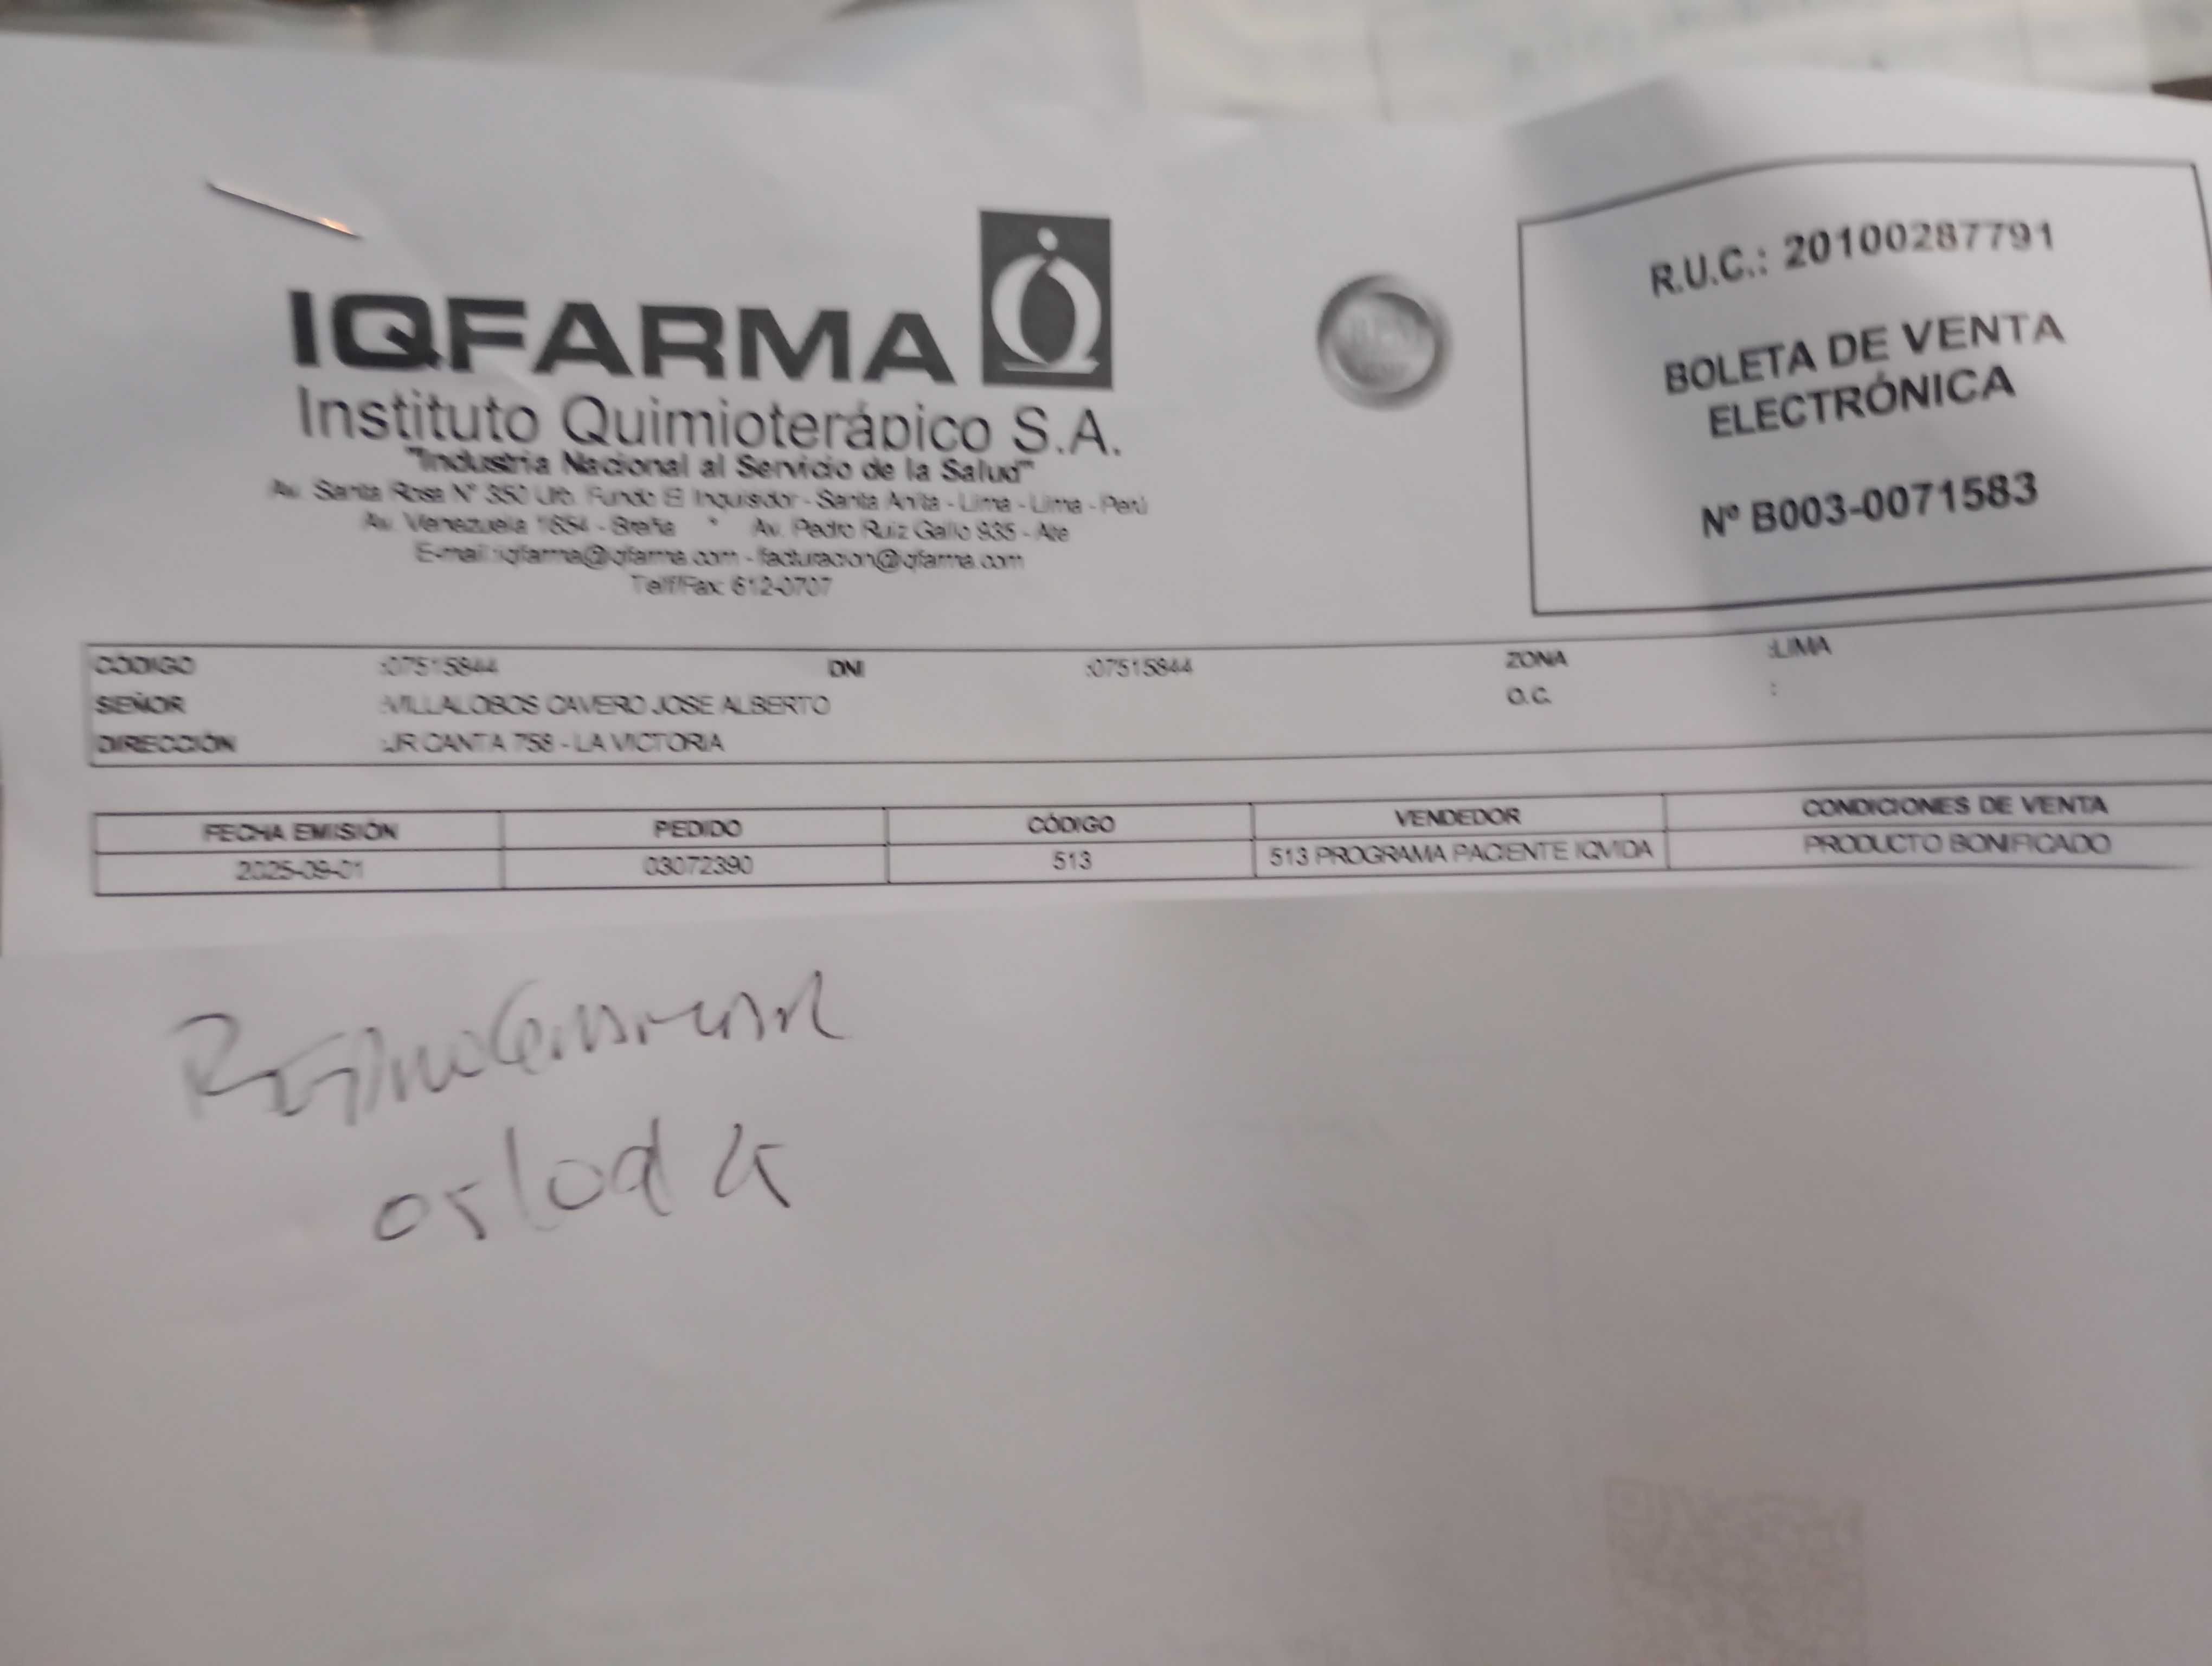 IQFARMA
Instituto Quimioterápico S.A.
"Industria Nacional al Servicio de la Salud"
Av. Santa Rosa N° 350 Urb. Fundo El Inquisidor - Santa Anita - Lima - Lima - Perú
Av. Venezuela 1654 - Breña * Av. Pedro Ruiz Gallo 935 - Ate
E-mail:iqfarma@iqfarma.com - facturacion@iqfarma.com
Telf/Fax: 612-0707
R.U.C.: 20100287791
BOLETA DE VENTA
ELECTRÓNICA
Nº B003-0071583
CÓDIGO :07515844 DNI :07515844 ZONA :LIMA
SEÑOR :VILLALOBOS CAVERO JOSE ALBERTO O.C. :
DIRECCIÓN :JR CANTA 758 - LA VICTORIA
FECHA EMISIÓN PEDIDO CÓDIGO VENDEDOR CONDICIONES DE VENTA
2025-09-01 03072390 513 513 PROGRAMA PACIENTE IQVIDA PRODUCTO BONIFICADO